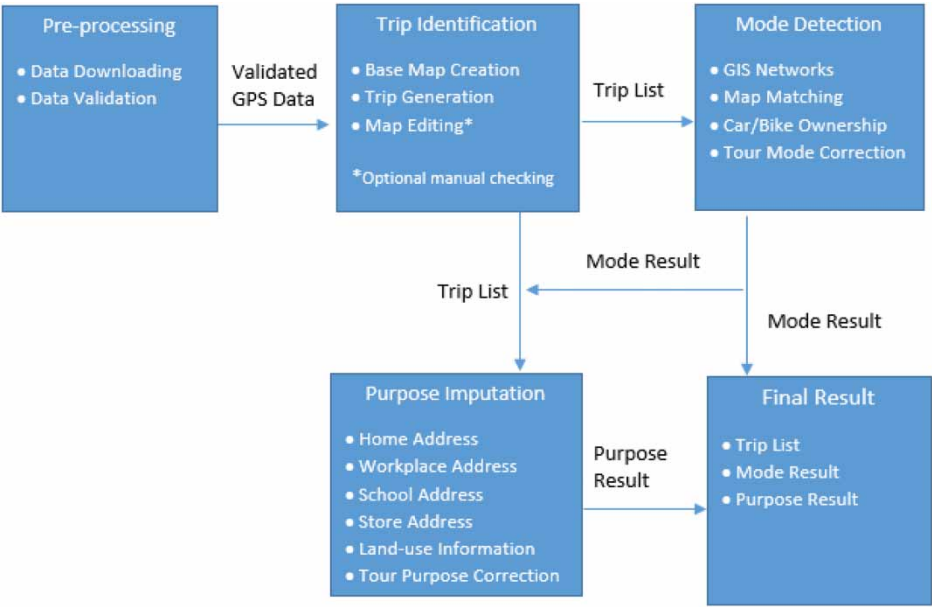 Pre-processing
• Data Downloading
• Data Validation
Validated
GPS Data
Trip Identification
• Base Map Creation
• Trip Generation
• Map Editing*
*Optional manual checking
Trip List
Mode Detection
• GIS Networks
• Map Matching
• Car/Bike Ownership
• Tour Mode Correction
Trip List
Mode Result
Mode Result
Purpose Imputation
• Home Address
• Workplace Address
• School Address
• Store Address
• Land-use Information
• Tour Purpose Correction
Purpose
Result
Final Result
• Trip List
• Mode Result
• Purpose Result